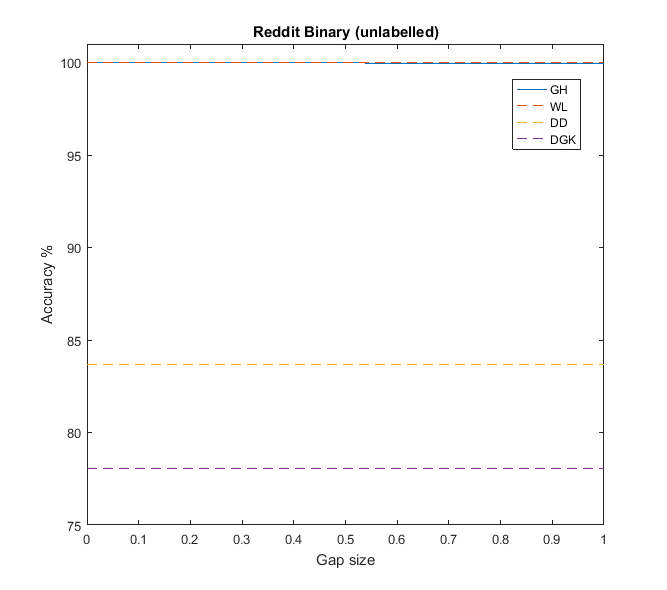 Reddit Binary (unlabelled)
100
95
90
85
80
75
Accuracy %
GH
WL
DD
DGK
0 0.1 0.2 0.3 0.4 0.5 0.6 0.7 0.8 0.9 1
Gap size